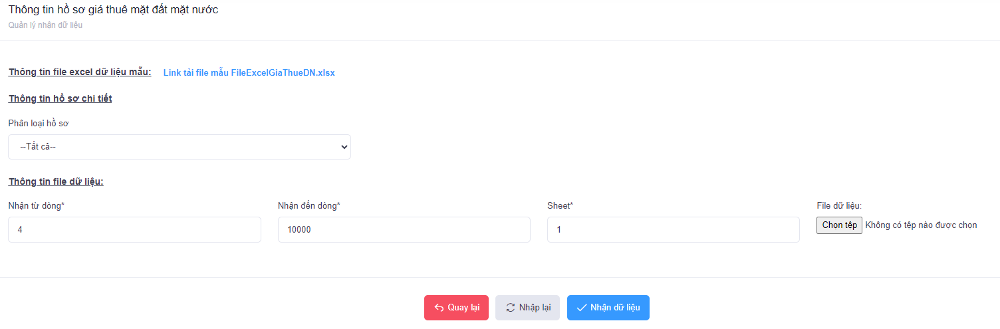 Thông tin hồ sơ giá thuê mặt đất mặt nước
Quản lý nhận dữ liệu
Thông tin file excel dữ liệu mẫu: Link tải file mẫu FileExcelGiaThueDN.xlsx
Thông tin hồ sơ chi tiết
Phân loại hồ sơ
--Tất cả--
Thông tin file dữ liệu:
Nhận từ dòng* Nhận đến dòng* Sheet* File dữ liệu:
4 10000 1 Chọn tệp Không có tệp nào được chọn
Quay lại Nhập lại Nhận dữ liệu